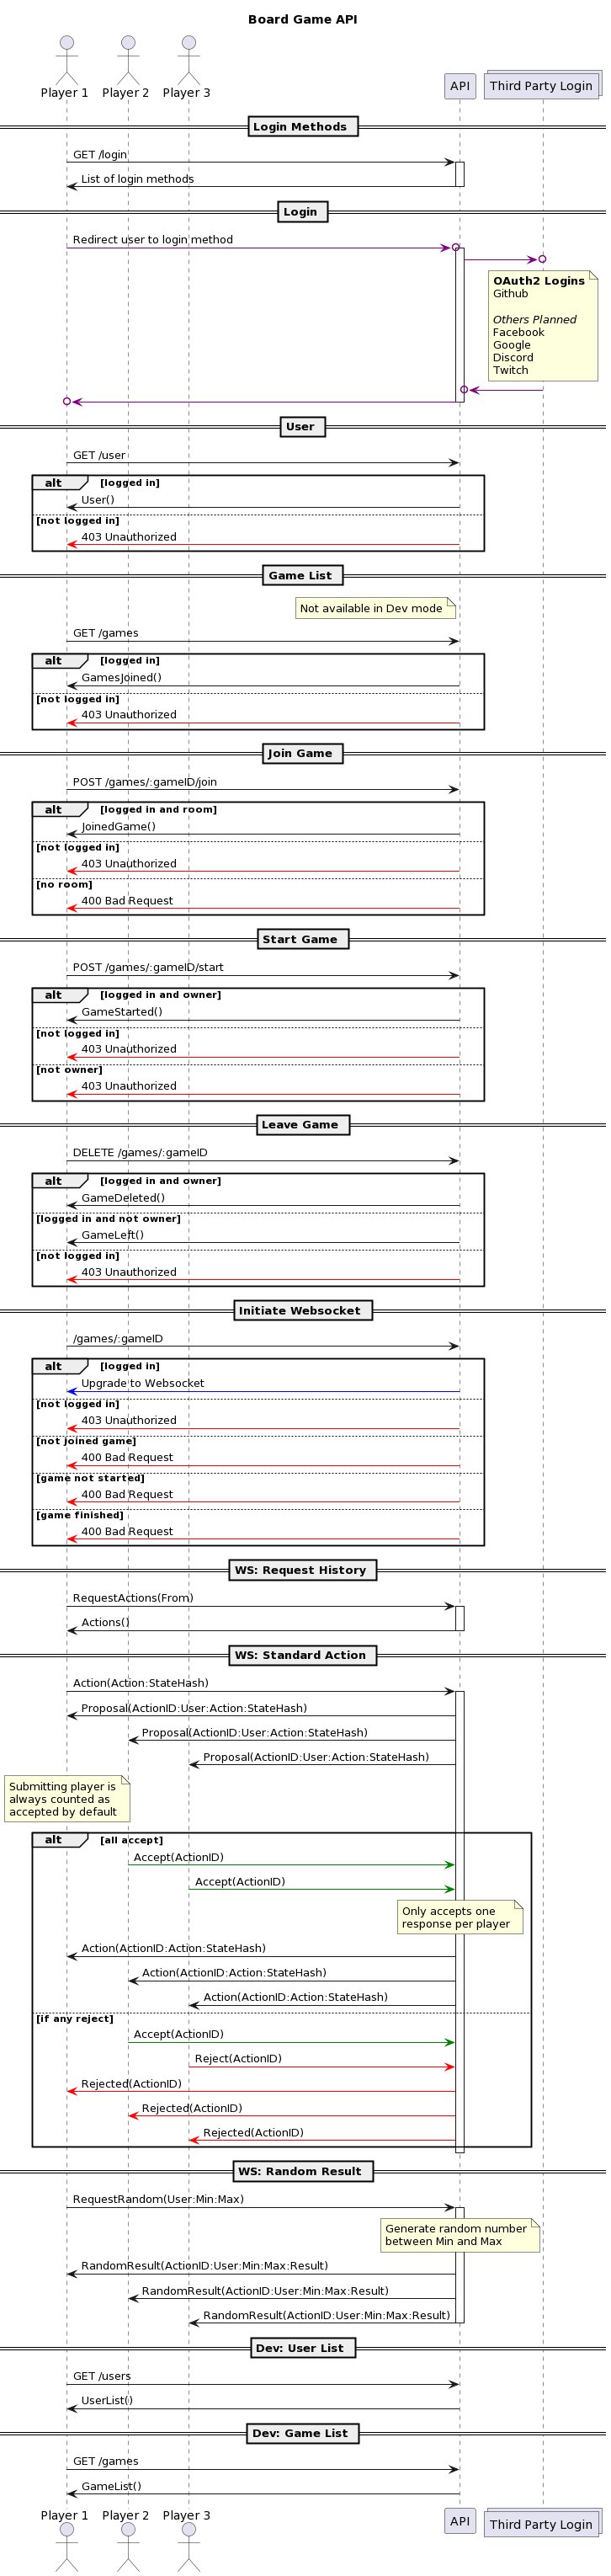 Board Game API
Player 1 Player 2 Player 3 API Third Party Login
Login Methods
GET /login
List of login methods
Login
Redirect user to login method
OAuth2 Logins
Github
Others Planned
Facebook
Google
Discord
Twitch
User
GET /user
alt [logged in]
User()
[not logged in]
403 Unauthorized
Game List
Not available in Dev mode
GET /games
alt [logged in]
GamesJoined()
[not logged in]
403 Unauthorized
Join Game
POST /games/:gameID/join
alt [logged in and room]
JoinedGame()
[not logged in]
403 Unauthorized
[no room]
400 Bad Request
Start Game
POST /games/:gameID/start
alt [logged in and owner]
GameStarted()
[not logged in]
403 Unauthorized
[not owner]
403 Unauthorized
Leave Game
DELETE /games/:gameID
alt [logged in and owner]
GameDeleted()
[logged in and not owner]
GameLeft()
[not logged in]
403 Unauthorized
Initiate Websocket
/games/:gameID
alt [logged in]
Upgrade to Websocket
[not logged in]
403 Unauthorized
[not joined game]
400 Bad Request
[game not started]
400 Bad Request
[game finished]
400 Bad Request
WS: Request History
RequestActions(From)
Actions()
WS: Standard Action
Action(Action:StateHash)
Proposal(ActionID:User:Action:StateHash)
Proposal(ActionID:User:Action:StateHash)
Proposal(ActionID:User:Action:StateHash)
Submitting player is
always counted as
accepted by default
alt [all accept]
Accept(ActionID)
Accept(ActionID)
Only accepts one
response per player
Action(ActionID:Action:StateHash)
Action(ActionID:Action:StateHash)
Action(ActionID:Action:StateHash)
[if any reject]
Accept(ActionID)
Reject(ActionID)
Rejected(ActionID)
Rejected(ActionID)
Rejected(ActionID)
WS: Random Result
RequestRandom(User:Min:Max)
Generate random number
between Min and Max
RandomResult(ActionID:User:Min:Max:Result)
RandomResult(ActionID:User:Min:Max:Result)
RandomResult(ActionID:User:Min:Max:Result)
Dev: User List
GET /users
UserList()
Dev: Game List
GET /games
GameList()
Player 1 Player 2 Player 3 API Third Party Login